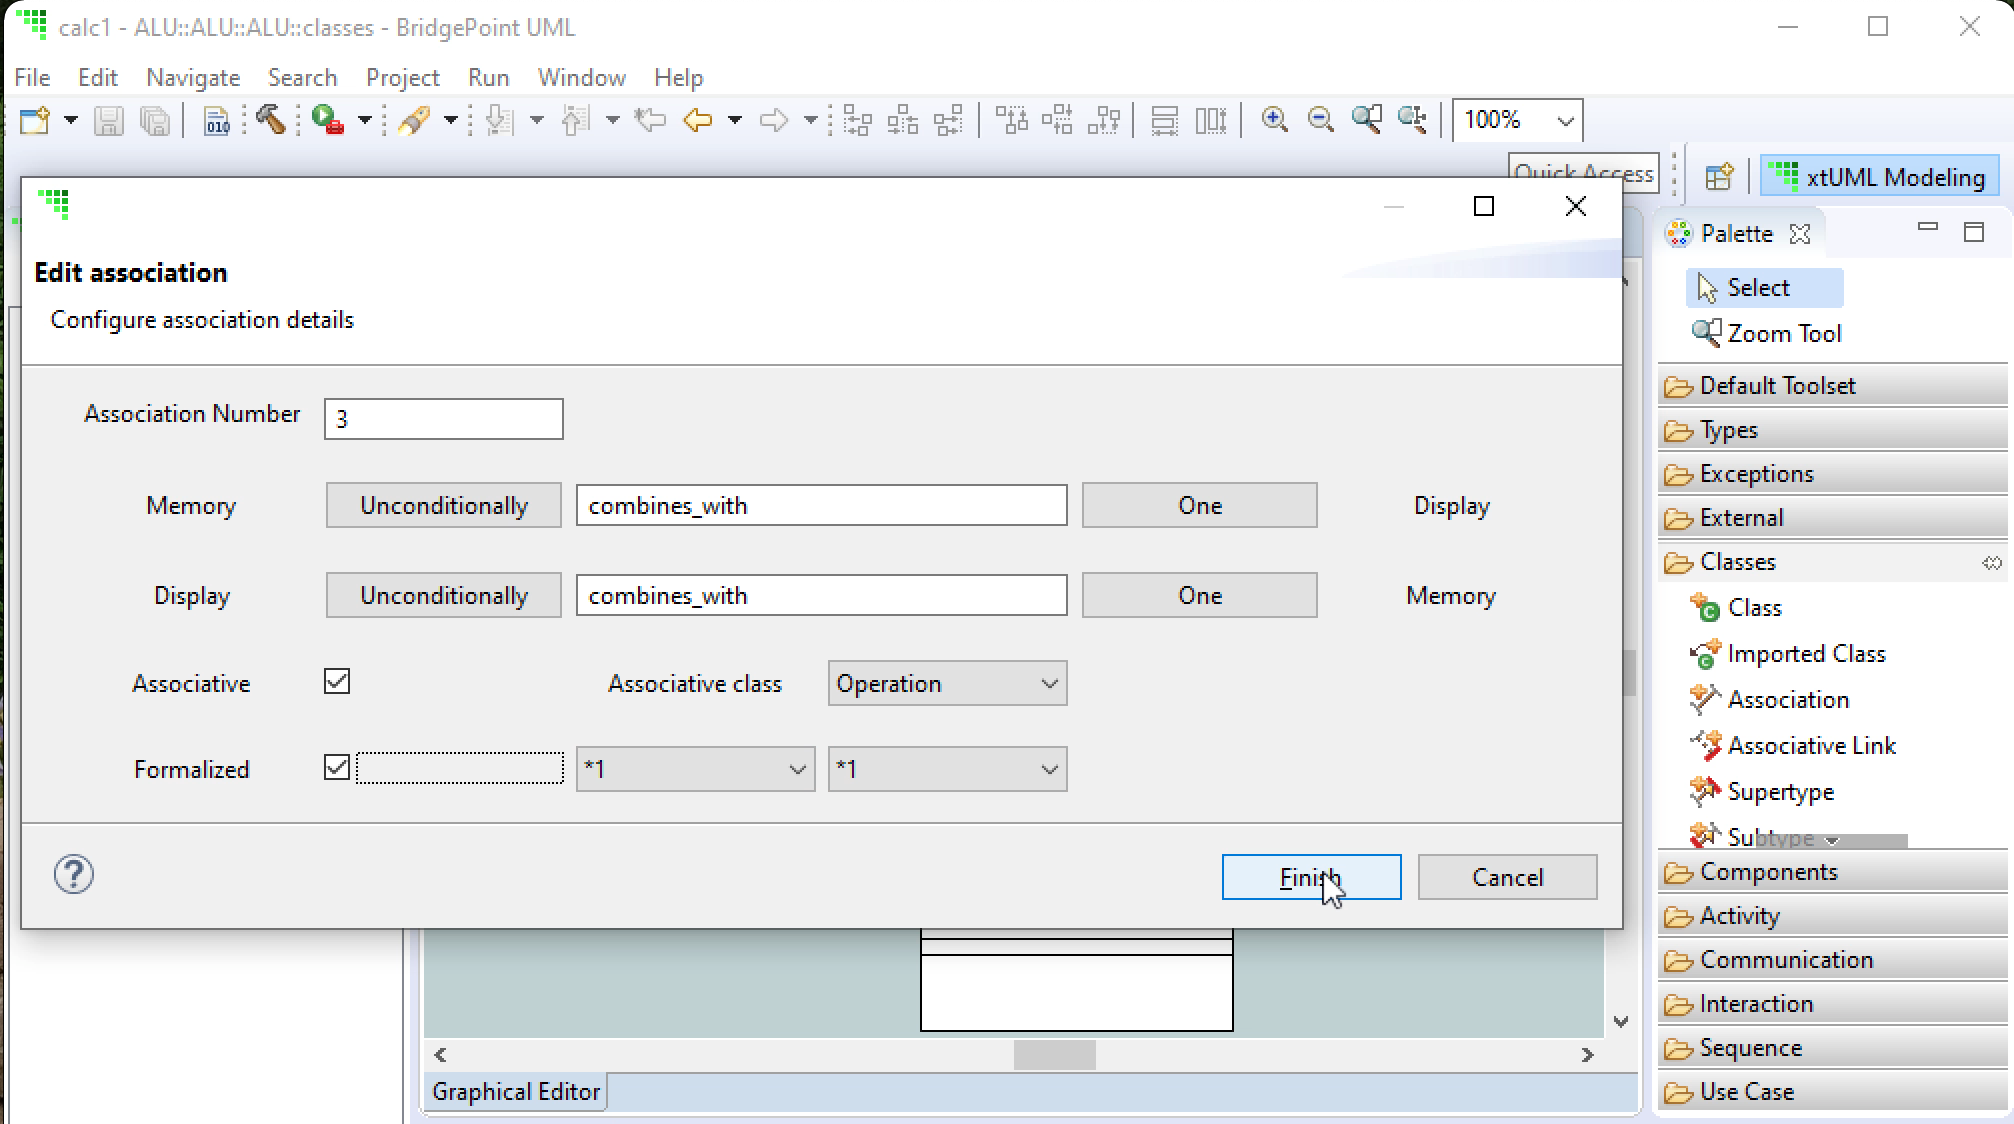 calc1 - ALU::ALU::ALU::classes - BridgePoint UML
File Edit Navigate Search Project Run Window Help
010
100%
Quick Access
xtUML Modeling
Edit association
Configure association details
Association Number 3
Memory Unconditionally combines_with One Display
Display Unconditionally combines_with One Memory
Associative Associative class Operation
Formalized *1 *1
? Finish Cancel
Graphical Editor
Palette
Select
Zoom Tool
Default Toolset
Types
Exceptions
External
Classes
Class
Imported Class
Association
Associative Link
Supertype
Subtype
Components
Activity
Communication
Interaction
Sequence
Use Case